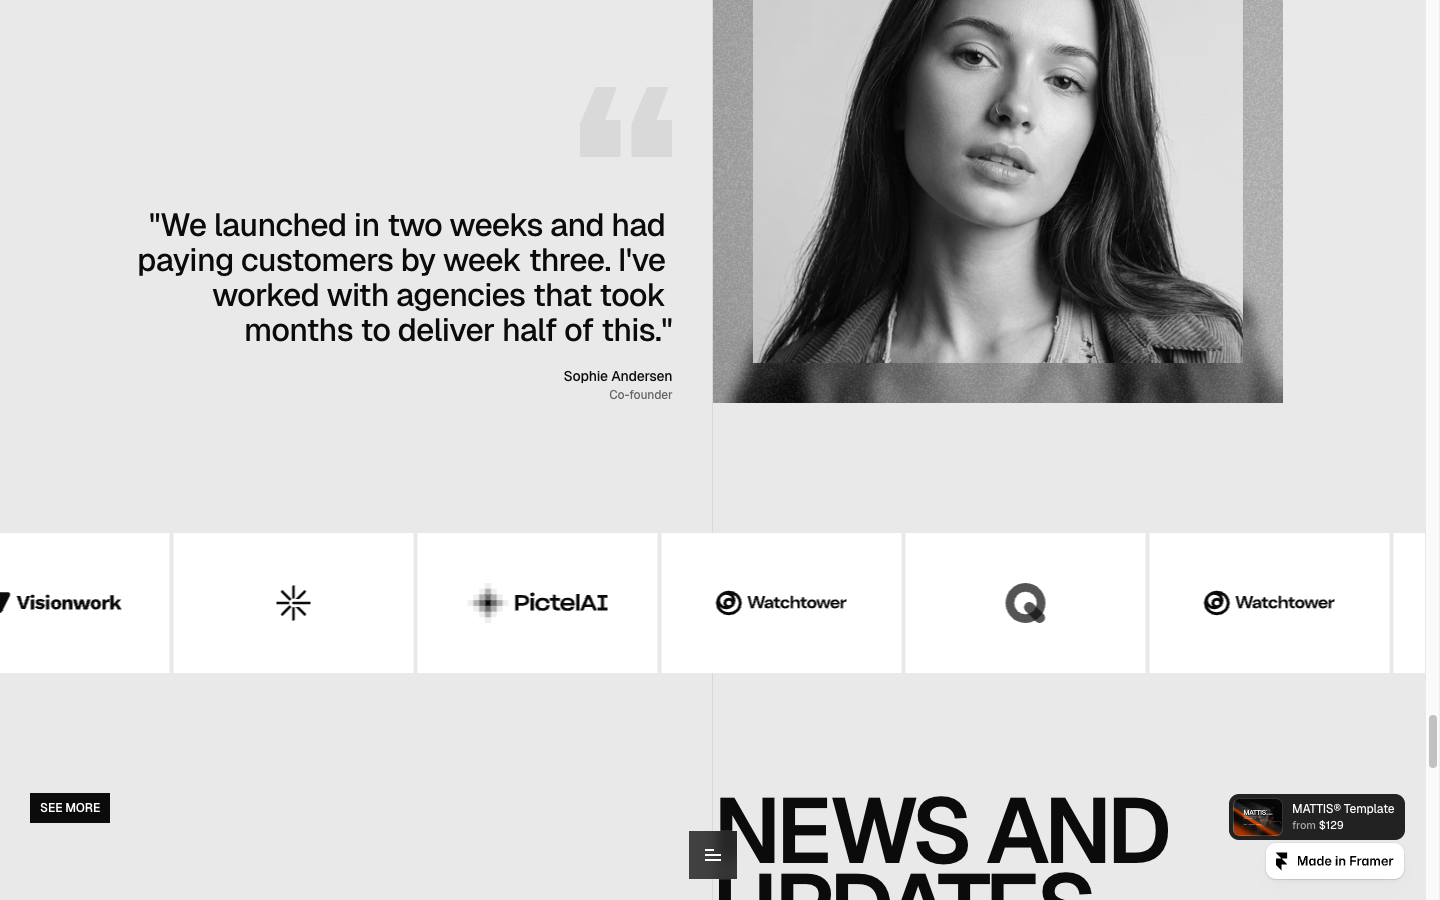 "We launched in two weeks and had
paying customers by week three. I've
worked with agencies that took
months to deliver half of this."
Sophie Andersen
Co-founder
Visionwork
PictelAI
Watchtower
Watchtower
SEE MORE
NEWS AND
UPDATES
MATTIS® Template
from $129
Made in Framer